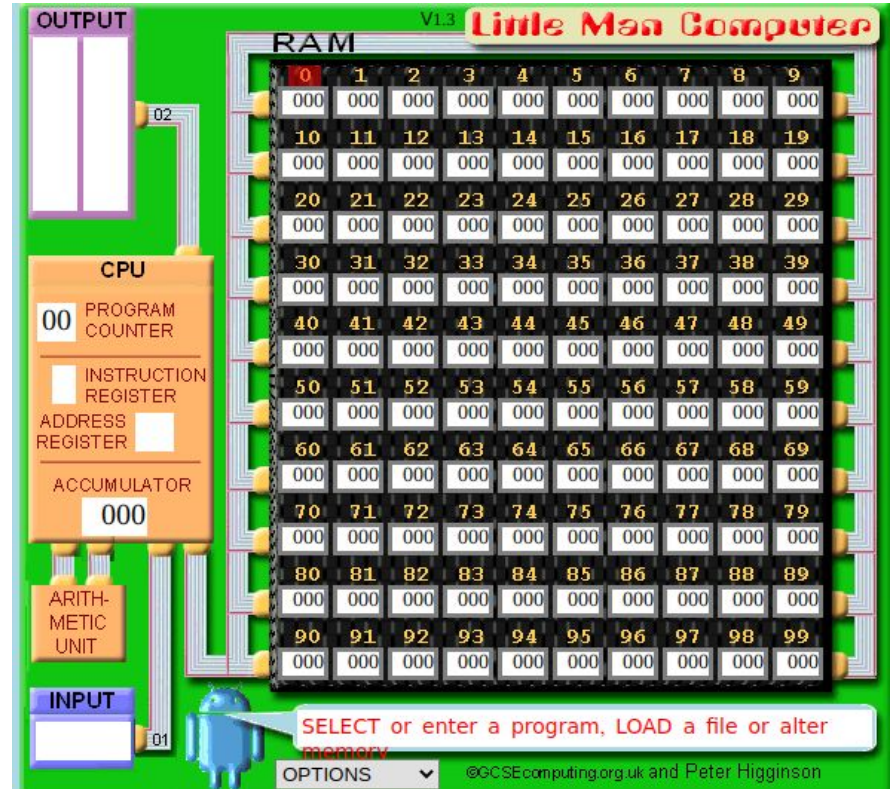 OUTPUT
V1.3
Little Man Computer
RAM
0 1 2 3 4 5 6 7 8 9
000 000 000 000 000 000 000 000 000 000
02
10 11 12 13 14 15 16 17 18 19
000 000 000 000 000 000 000 000 000 000
20 21 22 23 24 25 26 27 28 29
000 000 000 000 000 000 000 000 000 000
CPU
30 31 32 33 34 35 36 37 38 39
000 000 000 000 000 000 000 000 000 000
00 PROGRAM
COUNTER
40 41 42 43 44 45 46 47 48 49
000 000 000 000 000 000 000 000 000 000
INSTRUCTION
REGISTER
50 51 52 53 54 55 56 57 58 59
000 000 000 000 000 000 000 000 000 000
ADDRESS
REGISTER
60 61 62 63 64 65 66 67 68 69
000 000 000 000 000 000 000 000 000 000
ACCUMULATOR
000
70 71 72 73 74 75 76 77 78 79
000 000 000 000 000 000 000 000 000 000
80 81 82 83 84 85 86 87 88 89
000 000 000 000 000 000 000 000 000 000
ARITH-
METIC
UNIT
90 91 92 93 94 95 96 97 98 99
000 000 000 000 000 000 000 000 000 000
INPUT
01
SELECT or enter a program, LOAD a file or alter
memory
OPTIONS
©GCSEcomputing.org.uk and Peter Higginson